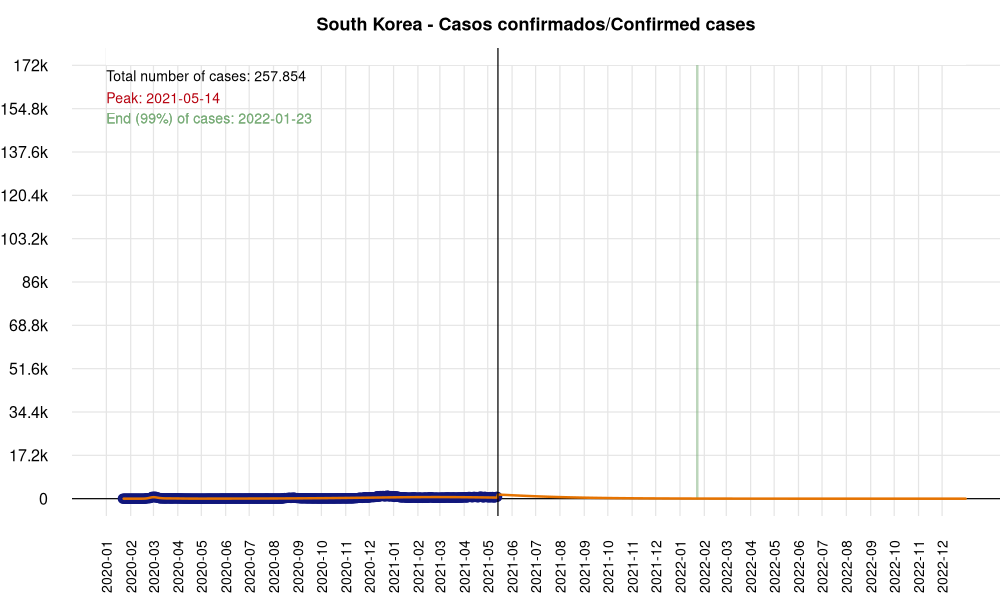 South Korea - Casos confirmados/Confirmed cases
172k
154.8k
137.6k
120.4k
103.2k
86k
68.8k
51.6k
34.4k
17.2k
0
Total number of cases: 257.854
Peak: 2021-05-14
End (99%) of cases: 2022-01-23
2020-01
2020-02
2020-03
2020-04
2020-05
2020-06
2020-07
2020-08
2020-09
2020-10
2020-11
2020-12
2021-01
2021-02
2021-03
2021-04
2021-05
2021-06
2021-07
2021-08
2021-09
2021-10
2021-11
2021-12
2022-01
2022-02
2022-03
2022-04
2022-05
2022-06
2022-07
2022-08
2022-09
2022-10
2022-11
2022-12